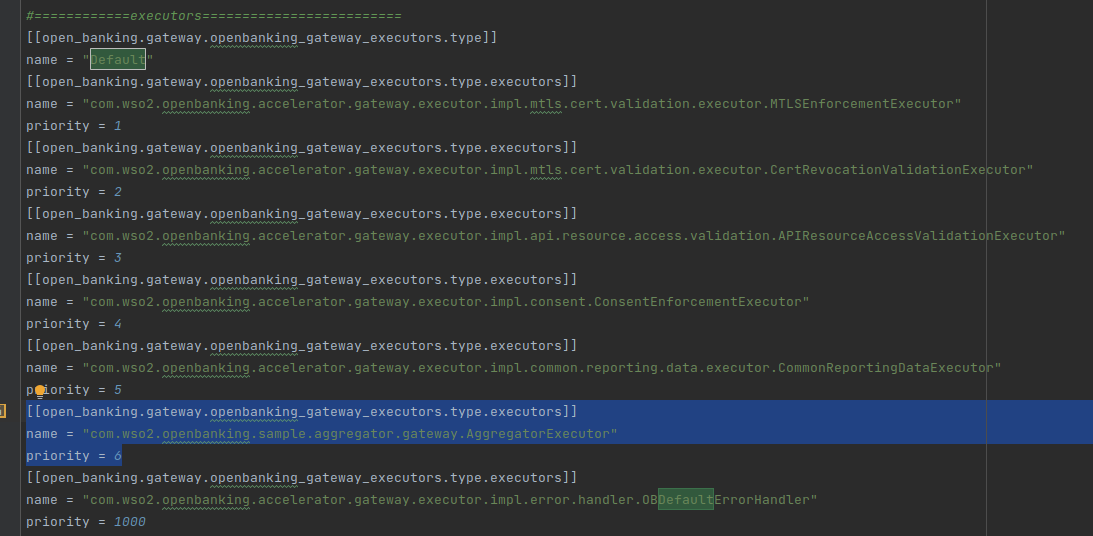 #============executors=========================
[[open_banking.gateway.openbanking_gateway_executors.type]]
name = "Default"
[[open_banking.gateway.openbanking_gateway_executors.type.executors]]
name = "com.wso2.openbanking.accelerator.gateway.executor.impl.mtls.cert.validation.executor.MTLSEnforcementExecutor"
priority = 1
[[open_banking.gateway.openbanking_gateway_executors.type.executors]]
name = "com.wso2.openbanking.accelerator.gateway.executor.impl.mtls.cert.validation.executor.CertRevocationValidationExecutor"
priority = 2
[[open_banking.gateway.openbanking_gateway_executors.type.executors]]
name = "com.wso2.openbanking.accelerator.gateway.executor.impl.api.resource.access.validation.APIResourceAccessValidationExecutor"
priority = 3
[[open_banking.gateway.openbanking_gateway_executors.type.executors]]
name = "com.wso2.openbanking.accelerator.gateway.executor.impl.consent.ConsentEnforcementExecutor"
priority = 4
[[open_banking.gateway.openbanking_gateway_executors.type.executors]]
name = "com.wso2.openbanking.accelerator.gateway.executor.impl.common.reporting.data.executor.CommonReportingDataExecutor"
priority = 5
[[open_banking.gateway.openbanking_gateway_executors.type.executors]]
name = "com.wso2.openbanking.sample.aggregator.gateway.AggregatorExecutor"
priority = 6
[[open_banking.gateway.openbanking_gateway_executors.type.executors]]
name = "com.wso2.openbanking.accelerator.gateway.executor.impl.error.handler.OBDefaultErrorHandler"
priority = 1000